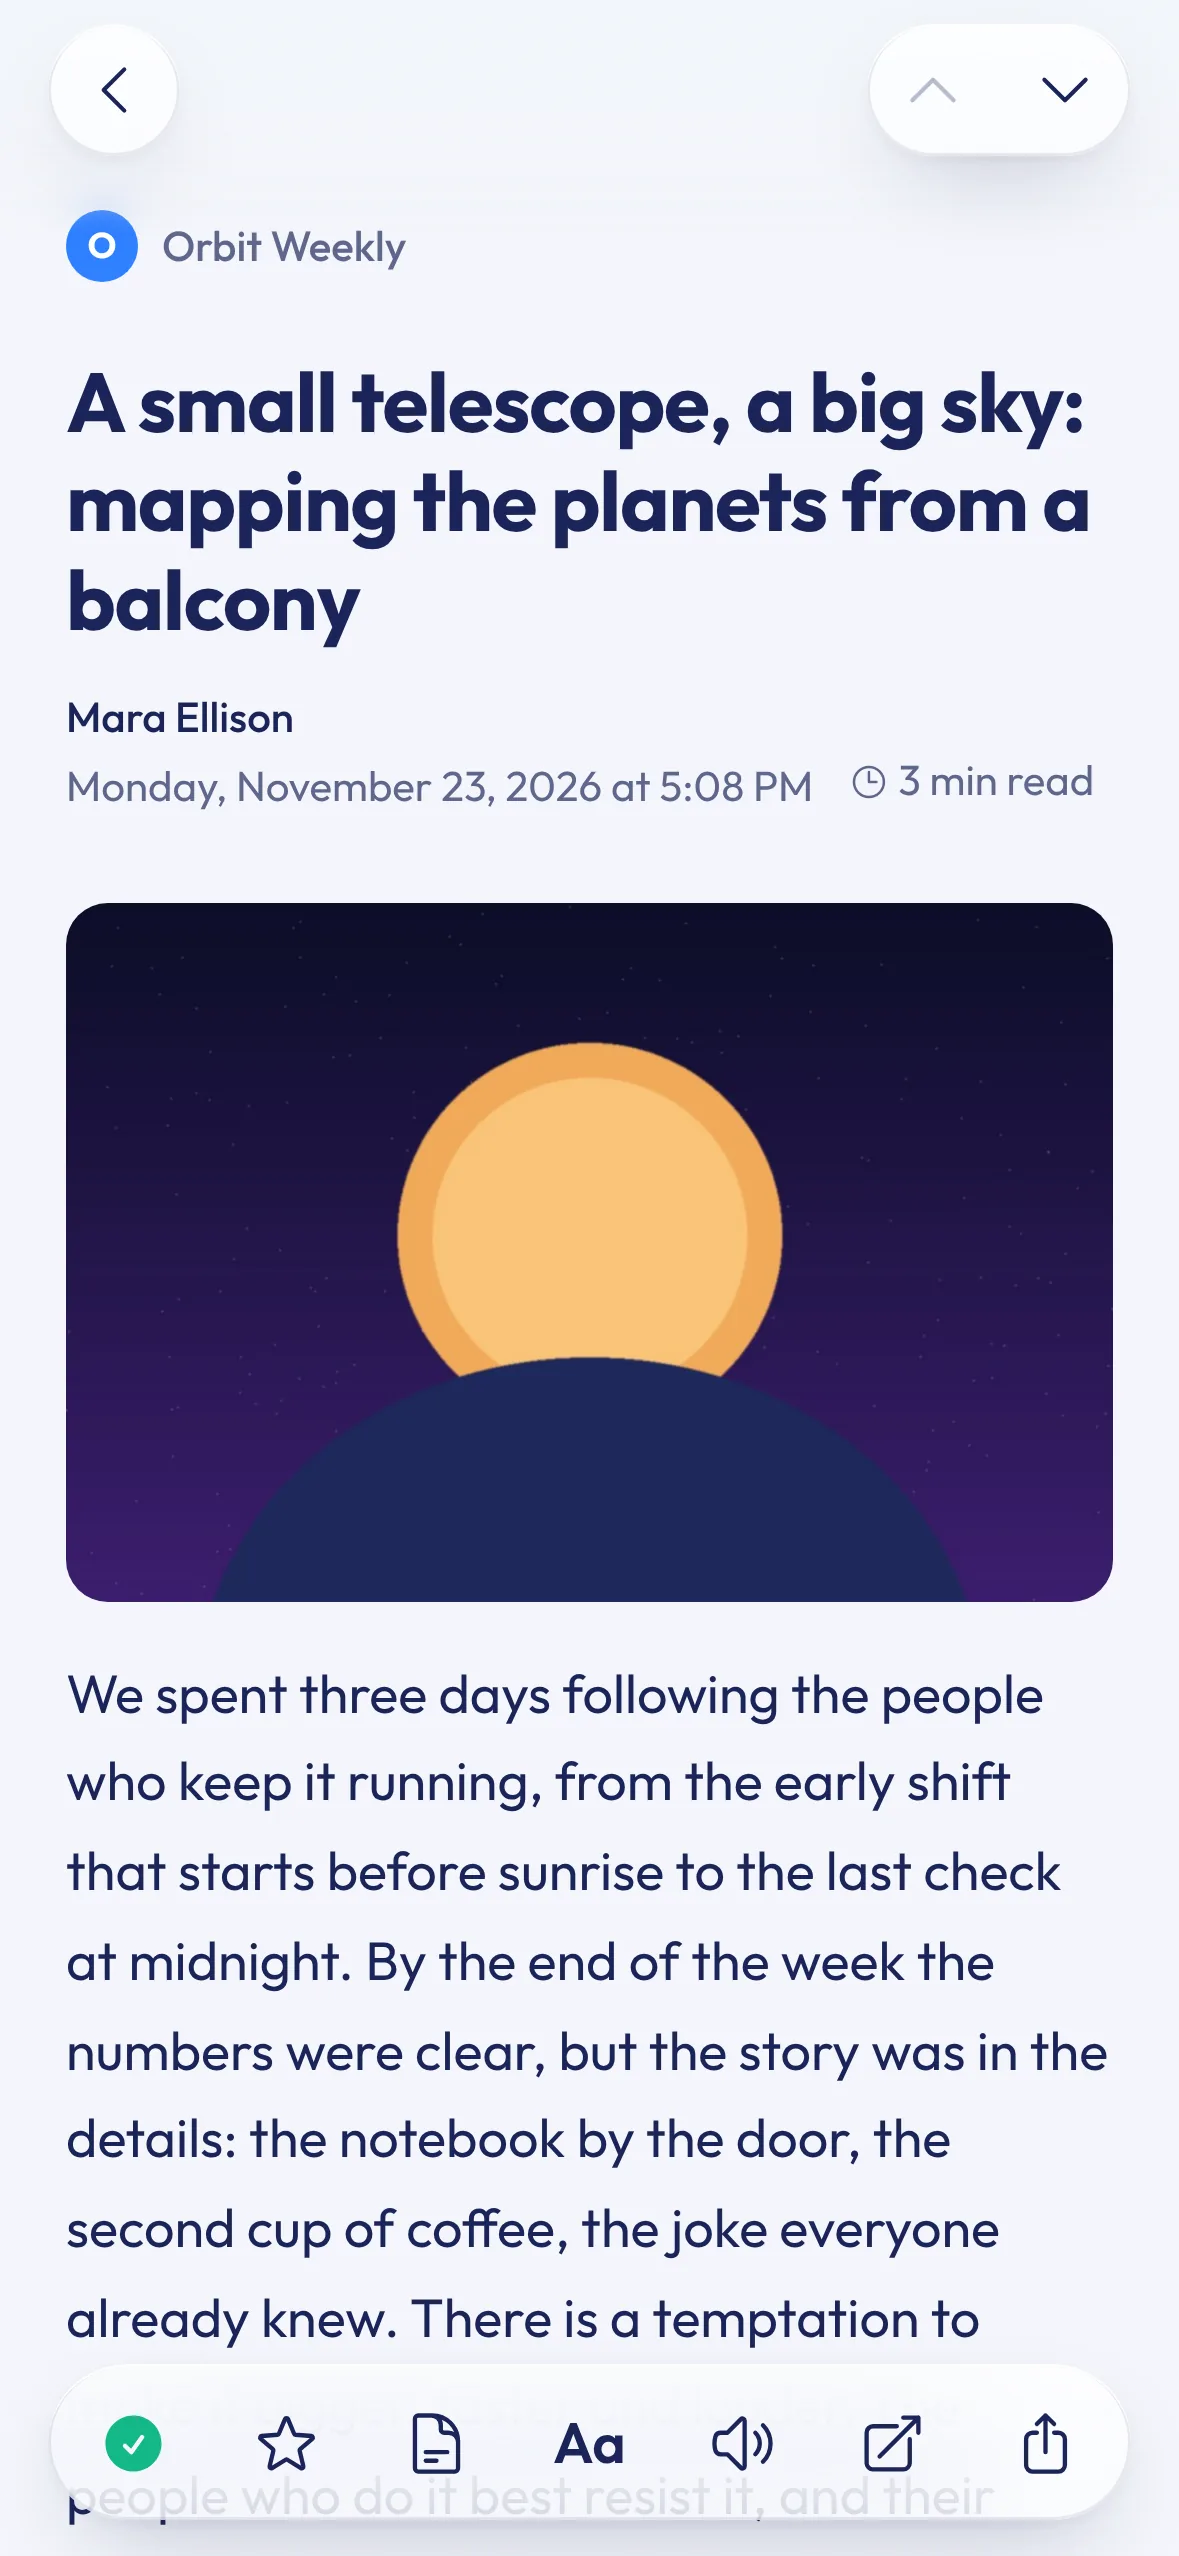 Orbit Weekly
A small telescope, a big sky:
mapping the planets from a
balcony
Mara Ellison
Monday, November 23, 2026 at 5:08 PM 3 min read
We spent three days following the people
who keep it running, from the early shift
that starts before sunrise to the last check
at midnight. By the end of the week the
numbers were clear, but the story was in the
details: the notebook by the door, the
second cup of coffee, the joke everyone
already knew. There is a temptation to
Aa
people who do it best resist it, and their